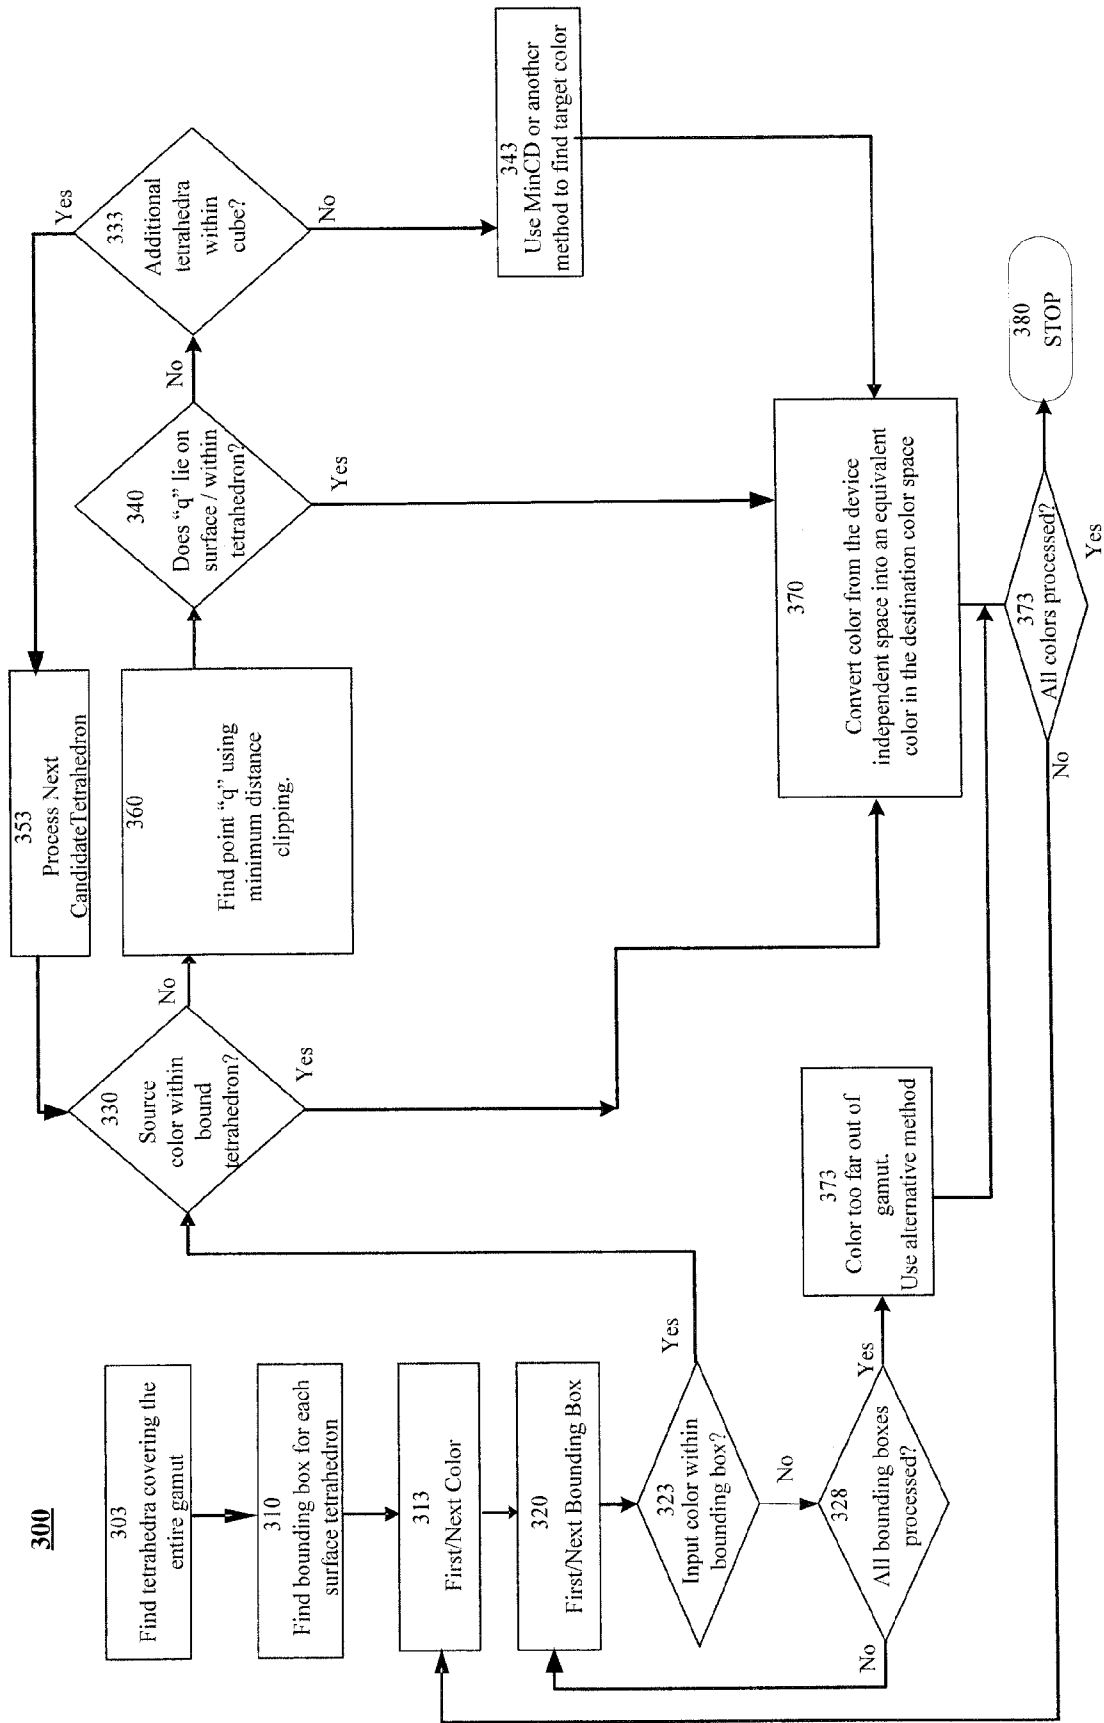 300
303
Find tetrahedra covering the
entire gamut
310
Find bounding box for each
surface tetrahedron
313
First/Next Color
320
First/Next Bounding Box
323
Input color within
bounding box?
Yes
No
328
All bounding boxes
processed?
No
Yes
373
Color too far out of
gamut.
Use alternative method
330
Source
color within
bound
tetrahedron?
No
Yes
353
Process Next
CandidateTetrahedron
360
Find point “q” using
minimum distance
clipping.
340
Does “q” lie on
surface / within
tetrahedron?
No
Yes
333
Additional
tetrahedra
within
cube?
Yes
No
343
Use MinCD or another
method to find target color
370
Convert color from the device
independent space into an equivalent
color in the destination color space
373
All colors processed?
No
Yes
380
STOP